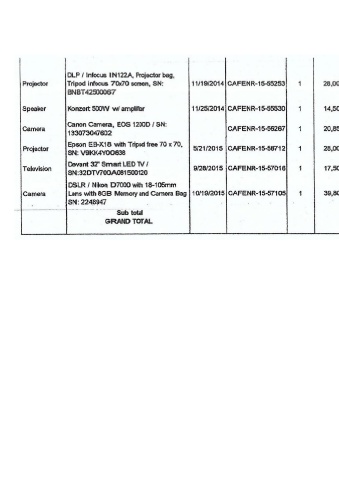 DLP / Infocus IN122A, Projector bag,
Projector Tripod infocus 70x70 screen, SN: 11/19/2014 CAFENR-15-55253 1 28,00
BNBT42500067
Speaker Konzert 500W w/ amplifer 11/25/2014 CAFENR-15-55530 1 14,50
Camera Canon Camera, EOS 1200D / SN: CAFENR-15-56267 1 20,85
133073047602
Projector Epson EB-X18 with Tripod free 70 x 70, 5/21/2015 CAFENR-15-56712 1 28,00
SN: V9KK4Y00638
Television Devant 32" Smart LED TV / 9/28/2015 CAFENR-15-57016 1 17,50
SN:32DTV700A081500120
DSLR / Nikon D7000 with 18-105mm
Camera Lens with 8GB Memory and Camera Bag 10/19/2015 CAFENR-15-57105 1 39,80
SN: 2248947
Sub total
GRAND TOTAL